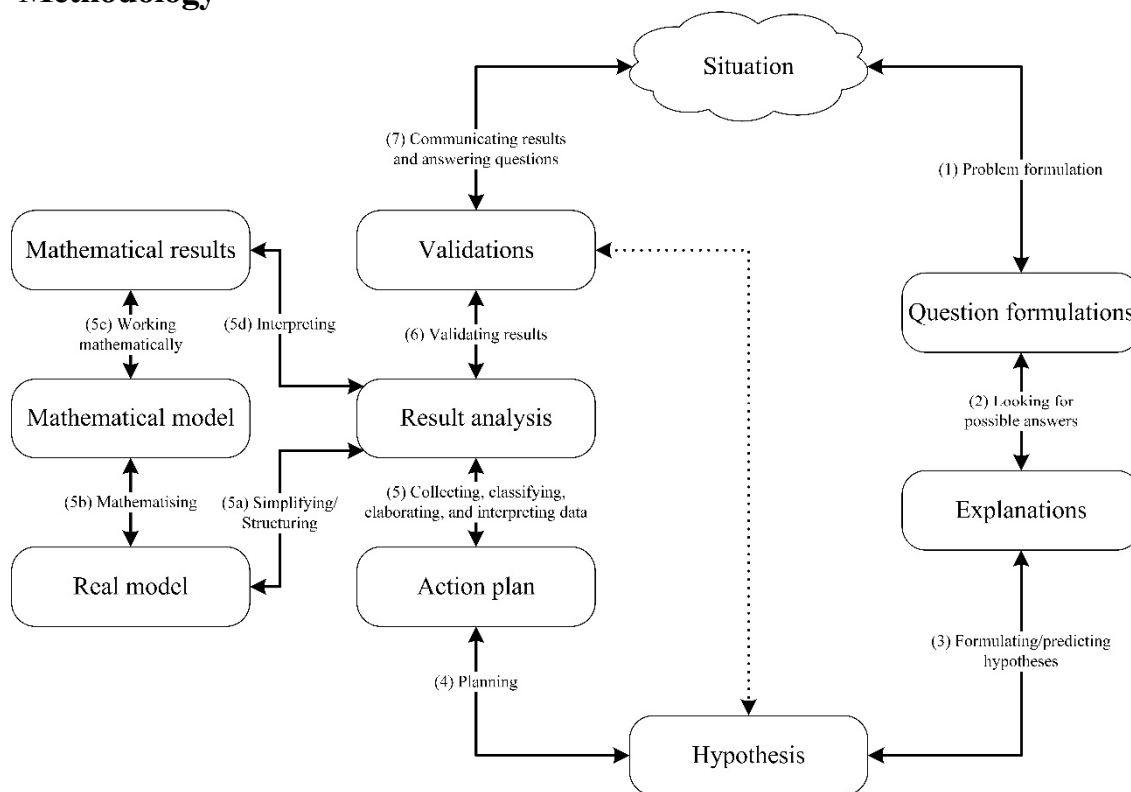 Methodology
Situation
(7) Communicating results
and answering questions
(1) Problem formulation
Mathematical results
Validations
Question formulations
(5c) Working
mathematically
(5d) Interpreting
(6) Validating results
(2) Looking for
possible answers
Mathematical model
Result analysis
(5b) Mathematising
(5a) Simplifying/
Structuring
(5) Collecting, classifying,
elaborating, and interpreting data
Explanations
Real model
Action plan
(3) Formulating/predicting
hypotheses
(4) Planning
Hypothesis